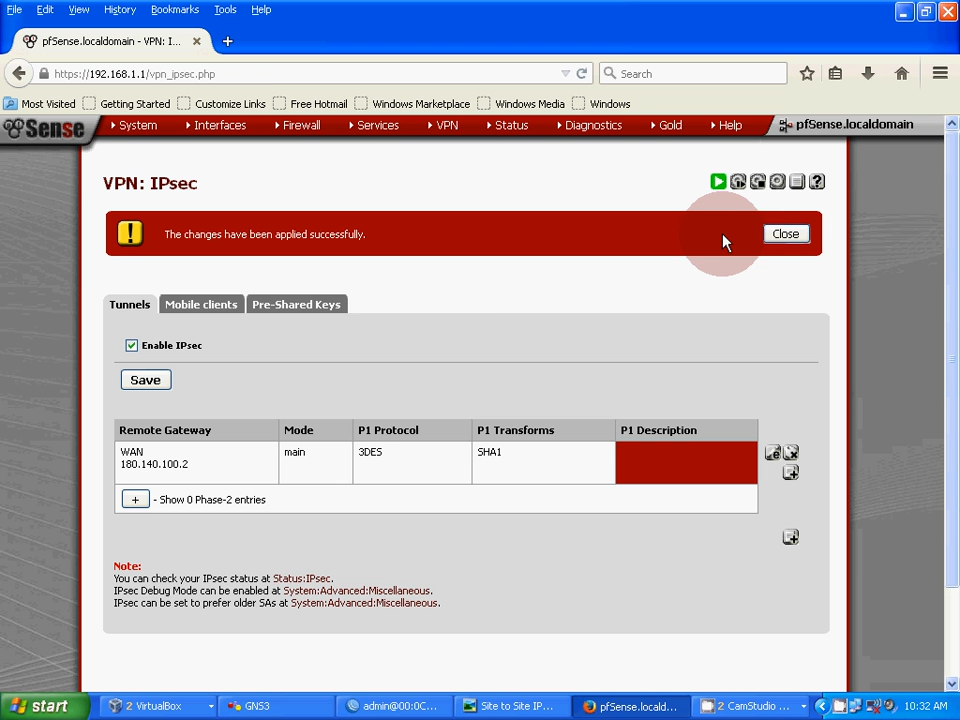 File Edit View History Bookmarks Tools Help
pfSense.localdomain - VPN: I... × +
https://192.168.1.1/vpn_ipsec.php
Search
Most Visited Getting Started Customize Links Free Hotmail Windows Marketplace Windows Media Windows
Sense System Interfaces Firewall Services VPN Status Diagnostics Gold Help pfSense.localdomain
VPN: IPsec
The changes have been applied successfully.
Close
Tunnels Mobile clients Pre-Shared Keys
Enable IPsec
Save
Remote Gateway Mode P1 Protocol P1 Transforms P1 Description
WAN main 3DES SHA1
180.140.100.2
+ - Show 0 Phase-2 entries
Note:
You can check your IPsec status at Status:IPsec.
IPsec Debug Mode can be enabled at System:Advanced:Miscellaneous.
IPsec can be set to prefer older SAs at System:Advanced:Miscellaneous.
start 2 VirtualBox GNS3 admin@00:0C... Site to Site IP... pfSense.locald... 2 CamStudio ... 10:32 AM